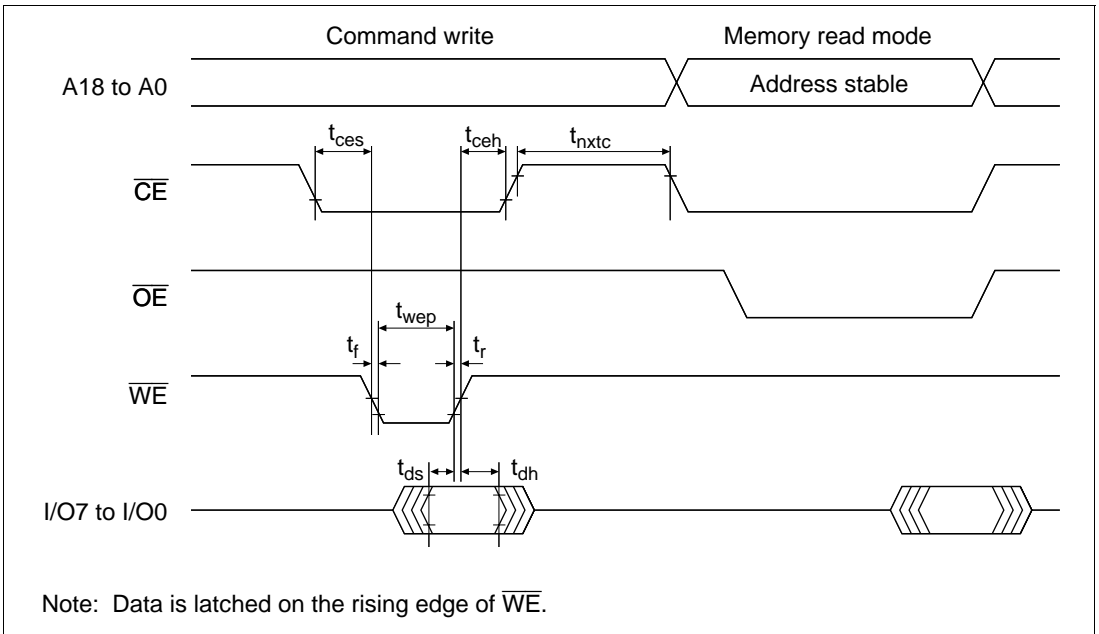 Command write Memory read mode
A18 to A0 Address stable
tces tceh tnxtc
CE
OE
twep
tf tr
WE
tds tdh
I/O7 to I/O0
Note: Data is latched on the rising edge of WE.